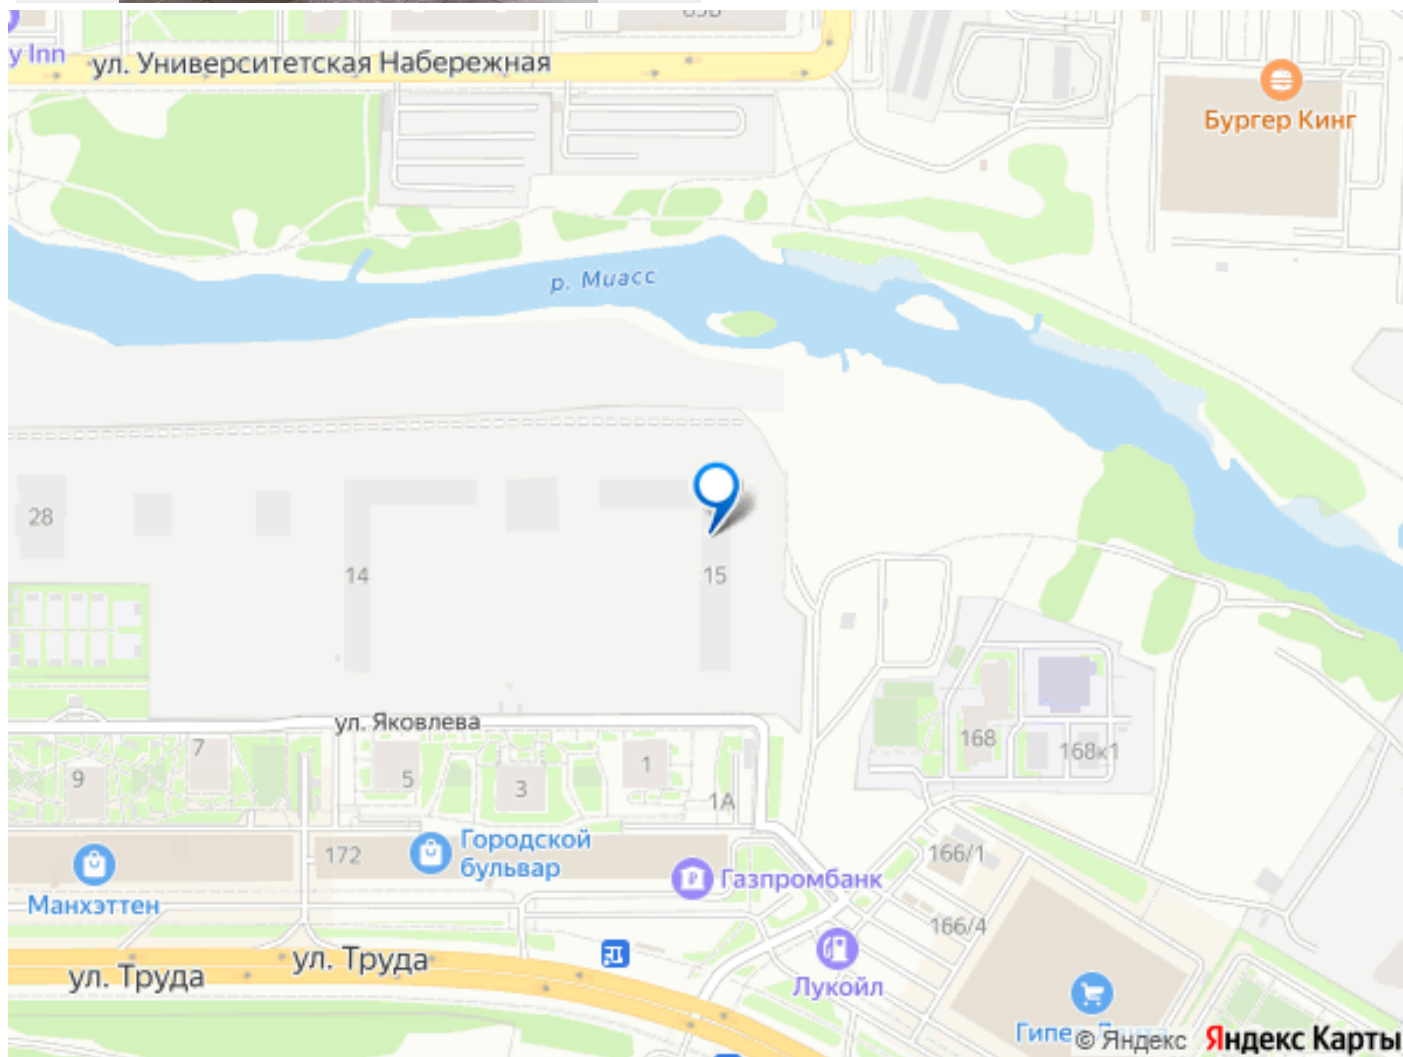 y Inn
ул. Университетская Набережная
Бургер Кинг
р. Миасс
28
14
15
ул. Яковлева
7
9
5
3
1
1А
168
168к1
172
Городской
бульвар
166/1
Манхэттен
Газпромбанк
166/4
ул. Труда
ул. Труда
Лукойл
© Яндекс
Яндекс Карты